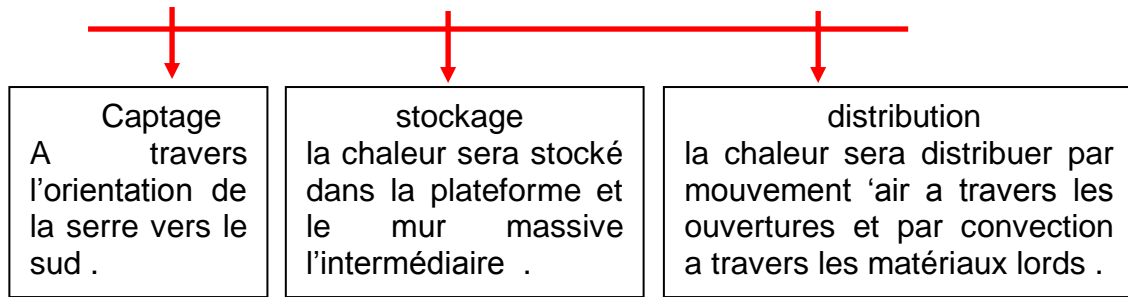 Captage
A travers
l'orientation de
la serre vers le
sud .
stockage
la chaleur sera stocké
dans la plateforme et
le mur massive
l'intermédiaire .
distribution
la chaleur sera distribuer par
mouvement 'air a travers les
ouvertures et par convection
a travers les matériaux lords .